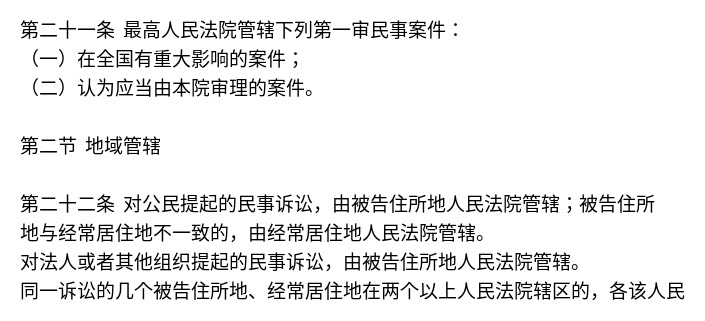 第二十一条 最高人民法院管辖下列第一审民事案件：
（一）在全国有重大影响的案件；
（二）认为应当由本院审理的案件。
第二节 地域管辖
第二十二条 对公民提起的民事诉讼，由被告住所地人民法院管辖；被告住所
地与经常居住地不一致的，由经常居住地人民法院管辖。
对法人或者其他组织提起的民事诉讼，由被告住所地人民法院管辖。
同一诉讼的几个被告住所地、经常居住地在两个以上人民法院辖区的，各该人民